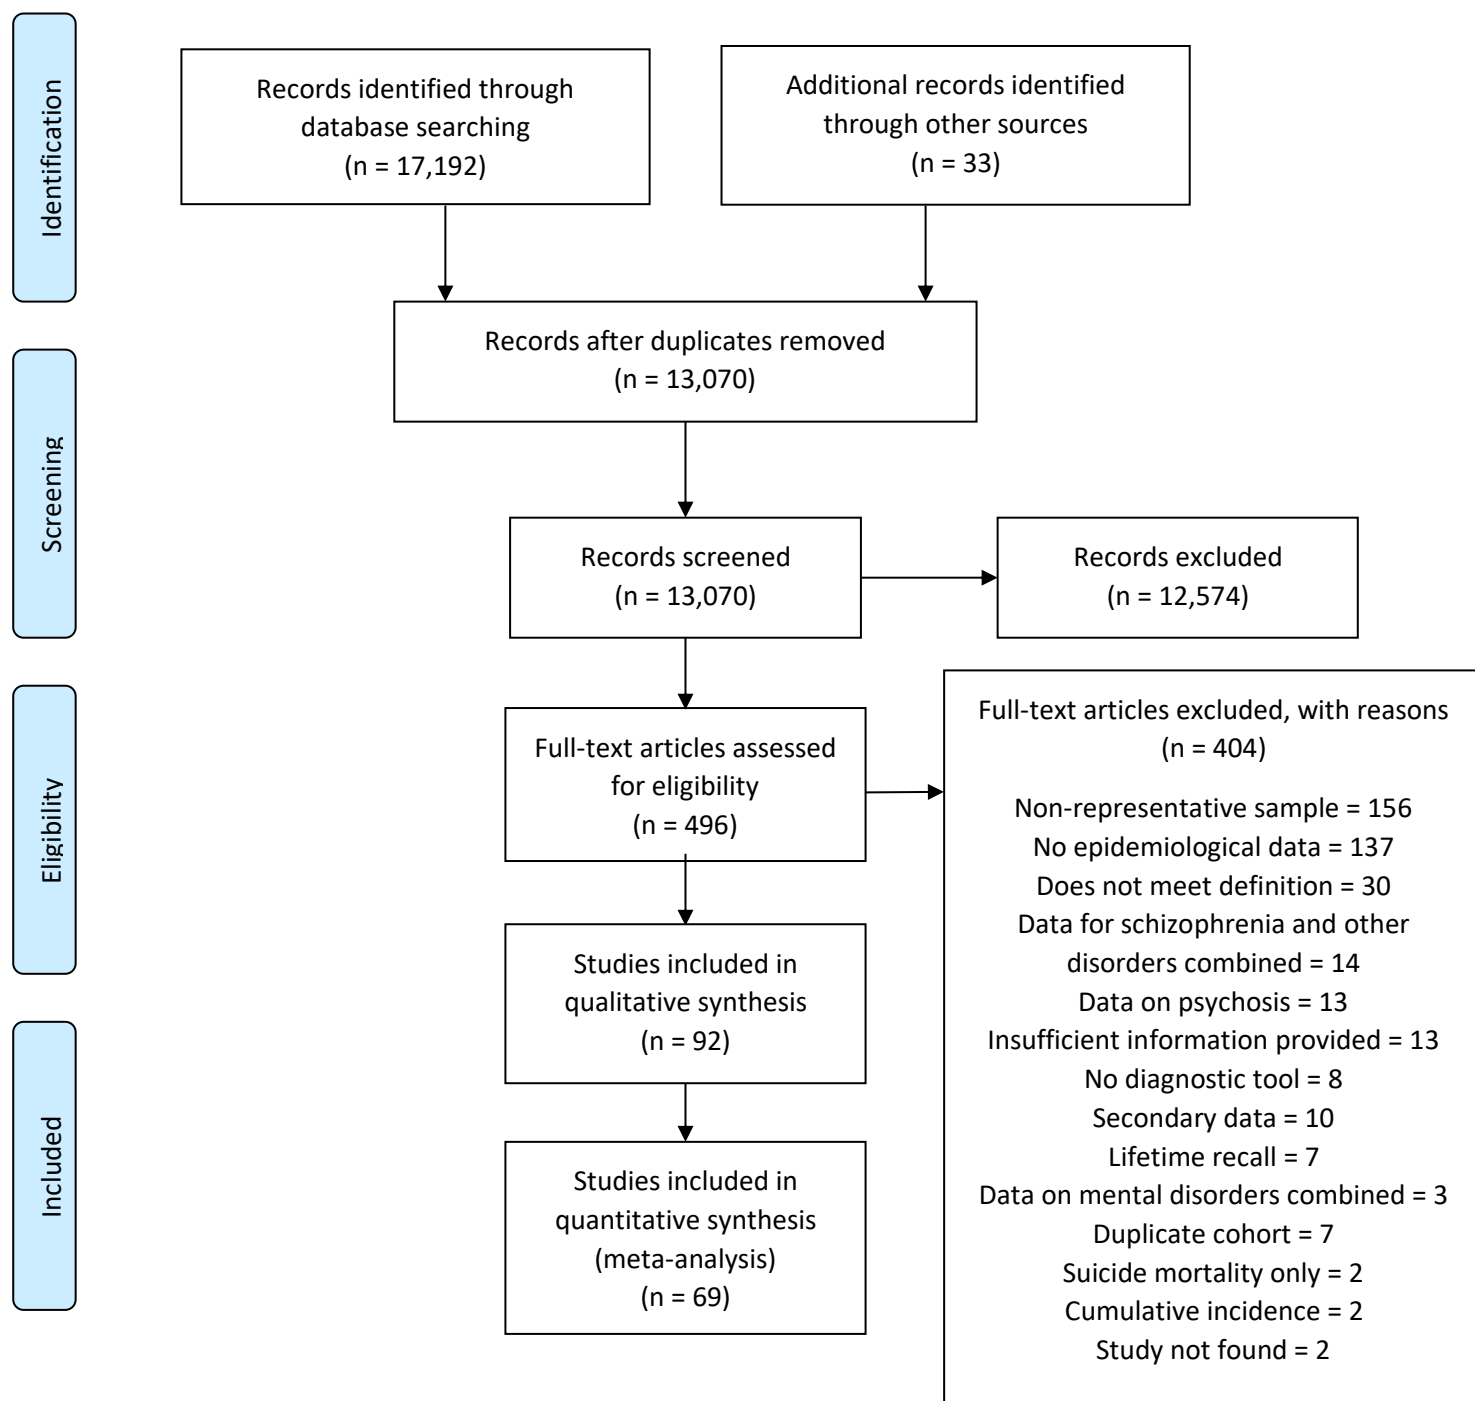 Identification
Records identified through
database searching
(n = 17,192)
Additional records identified
through other sources
(n = 33)
Records after duplicates removed
(n = 13,070)
Screening
Records screened
(n = 13,070)
Records excluded
(n = 12,574)
Eligibility
Full-text articles assessed
for eligibility
(n = 496)
Full-text articles excluded, with reasons
(n = 404)
Non-representative sample = 156
No epidemiological data = 137
Does not meet definition = 30
Data for schizophrenia and other
disorders combined = 14
Data on psychosis = 13
Insufficient information provided = 13
No diagnostic tool = 8
Secondary data = 10
Lifetime recall = 7
Data on mental disorders combined = 3
Duplicate cohort = 7
Suicide mortality only = 2
Cumulative incidence = 2
Study not found = 2
Studies included in
qualitative synthesis
(n = 92)
Included
Studies included in
quantitative synthesis
(meta-analysis)
(n = 69)